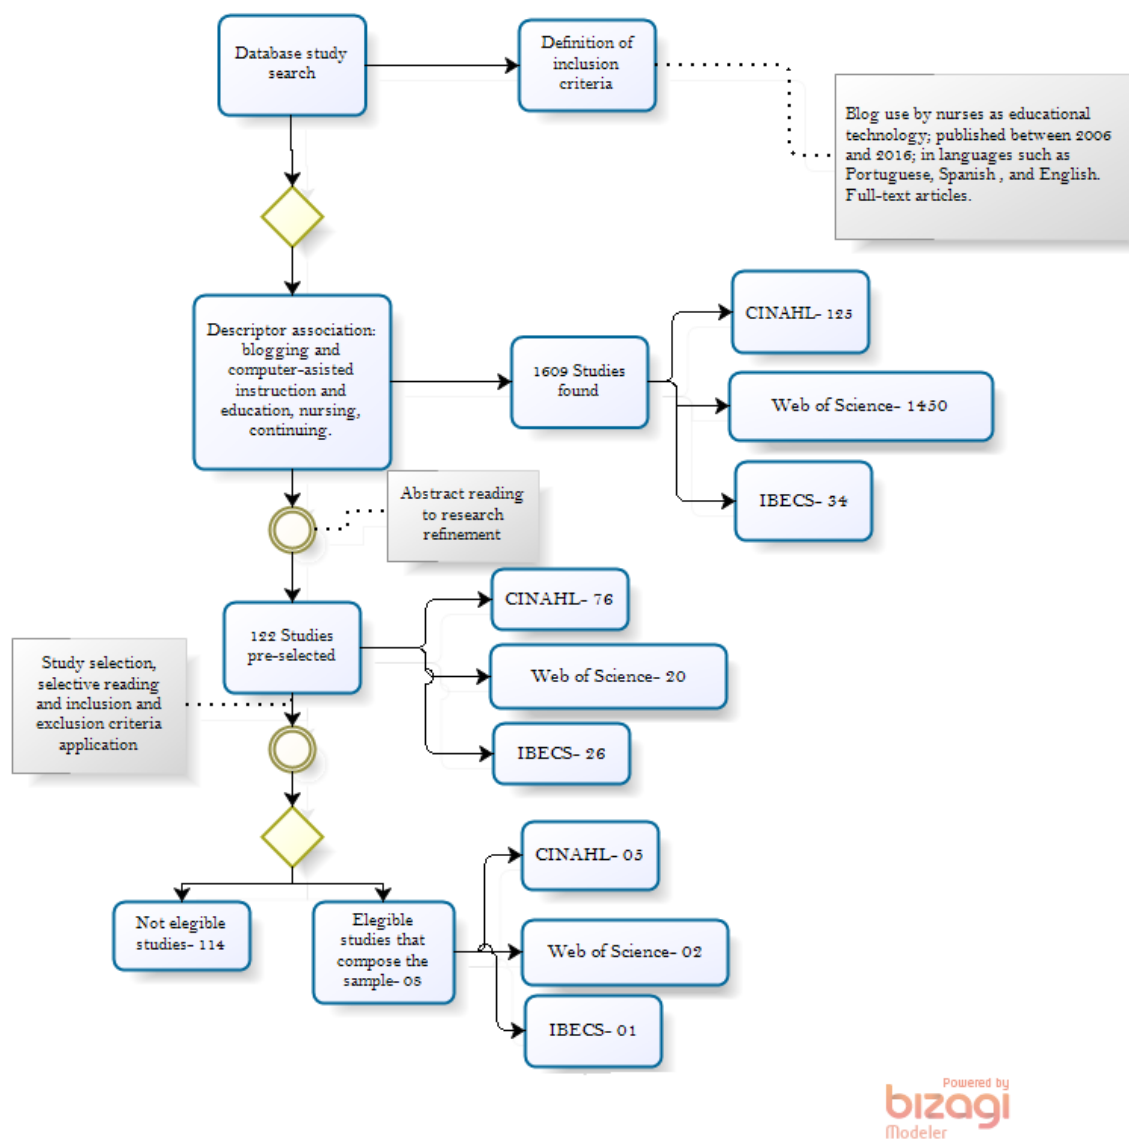 Database study
search
Definition of
inclusion
criteria
Blog use by nurses as educational
technology; published between 2006
and 2016; in languages such as
Portuguese, Spanish , and English.
Full-text articles.
Descriptor association:
blogging and
computer-asisted
instruction and
education, nursing,
continuing.
1609 Studies
found
CINAHL- 125
Web of Science- 1450
IBECS- 34
Abstract reading
to research
refinement
122 Studies
pre-selected
CINAHL- 76
Web of Science- 20
IBECS- 26
Study selection,
selective reading
and inclusion and
exclusion criteria
application
Not elegible
studies- 114
Elegible
studies that
compose the
sample- 08
CINAHL- 05
Web of Science- 02
IBECS- 01
Powered by
bizagi
Modeler